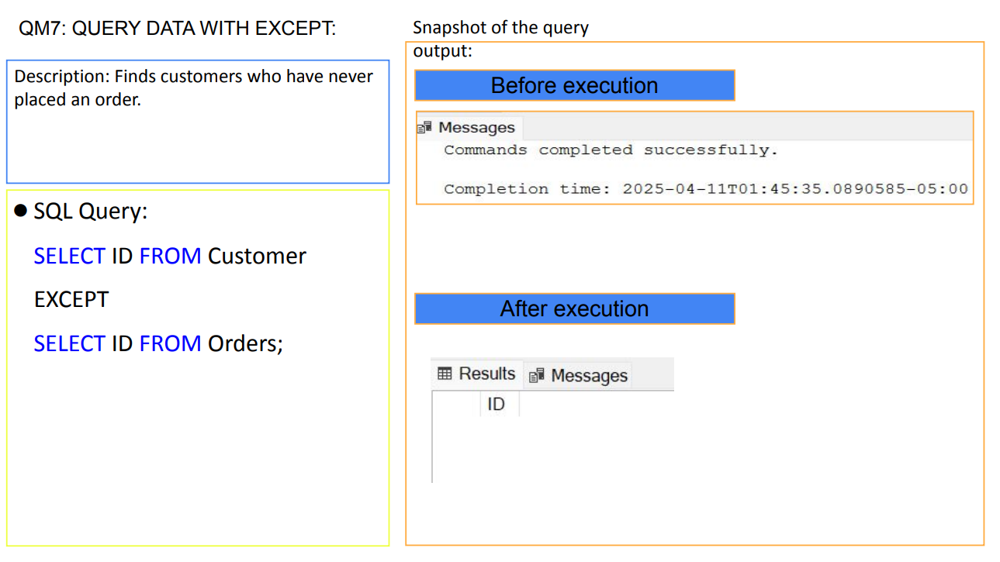 QM7: QUERY DATA WITH EXCEPT:
Description: Finds customers who have never
placed an order.
● SQL Query:
SELECT ID FROM Customer
EXCEPT
SELECT ID FROM Orders;
Snapshot of the query
output:
Before execution
Messages
Commands completed successfully.
Completion time: 2025-04-11T01:45:35.0890585-05:00
After execution
Results Messages
ID